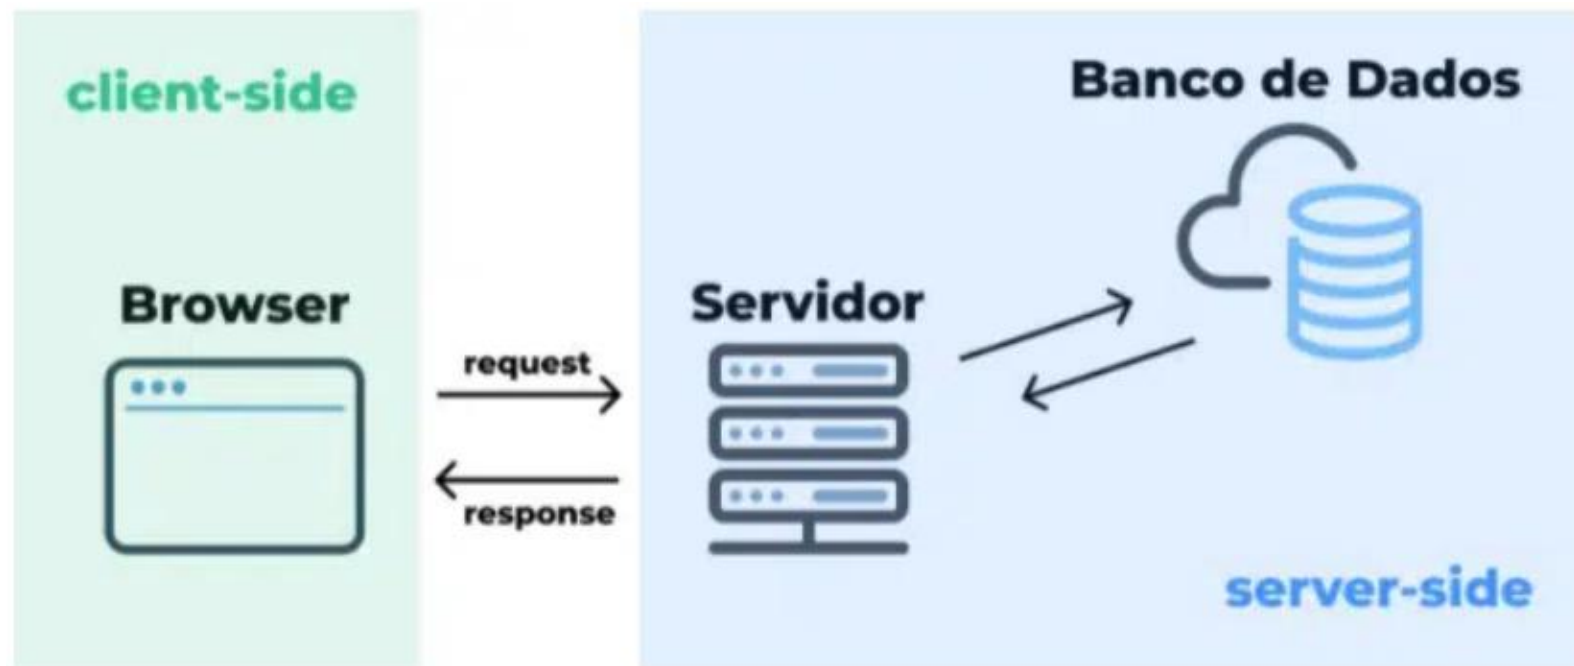 client-side
Browser
request
response
Servidor
Banco de Dados
server-side